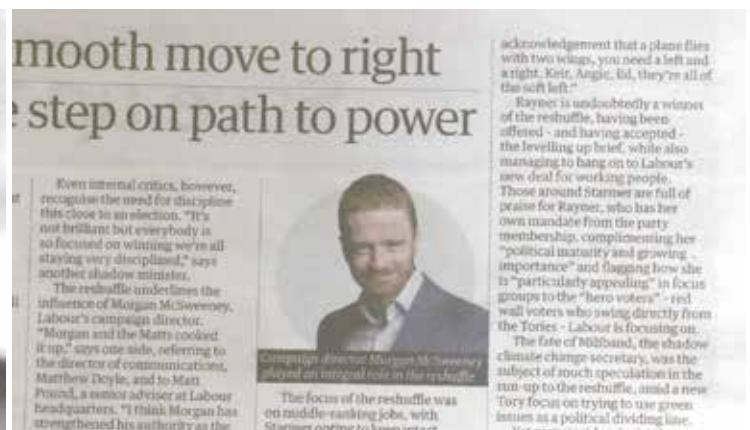 mooth move to right
step on path to power
Even internal critics, however,
recognise the need for discipline
this close to an election. "It's
not brilliant but everybody is
so focused on winning we're all
staying very disciplined," says
another shadow minister.
The reshuffle underlines the
influence of Morgan McSweeney,
Labour's campaign director.
"Morgan and the Matts cooked
it up," says one aide, referring to
the director of communications,
Matthew Doyle, and to Matt
Pound, a senior adviser at Labour
headquarters. "I think Morgan has
strengthened his authority as the
Campaign director Morgan McSweeney
played an integral role in the reshuffle
The focus of the reshuffle was
on middle-ranking jobs, with
Starmer opting to keep intact
acknowledgement that a plane flies
with two wings, you need a left and
a right. Keir, Angie, Ed, they're all of
the soft left."
Rayner is undoubtedly a winner
of the reshuffle, having been
offered - and having accepted -
the levelling up brief, while also
managing to hang on to Labour's
new deal for working people.
Those around Starmer are full of
praise for Rayner, who has her
own mandate from the party
membership, complimenting her
"political maturity and growing
importance" and flagging how she
is "particularly appealing" in focus
groups to the "hero voters" - red
wall voters who swing directly from
the Tories - Labour is focusing on.
The fate of Miliband, the shadow
climate change secretary, was the
subject of much speculation in the
run-up to the reshuffle, amid a new
Tory focus on trying to use green
issues as a political dividing line.